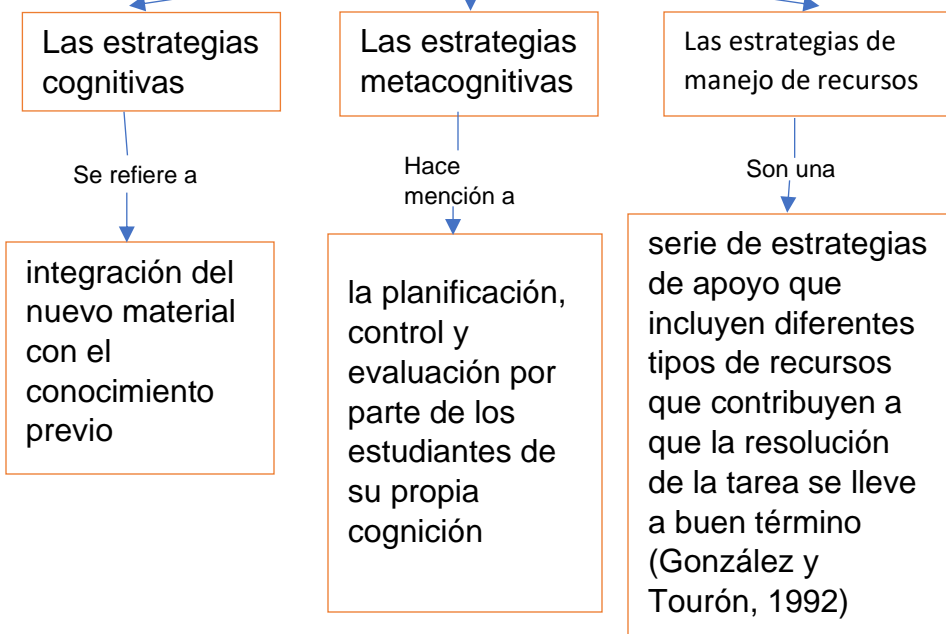 Las estrategias
cognitivas
Se refiere a
integración del
nuevo material
con el
conocimiento
previo
Las estrategias
metacognitivas
Hace
mención a
la planificación,
control y
evaluación por
parte de los
estudiantes de
su propia
cognición
Las estrategias de
manejo de recursos
Son una
serie de estrategias
de apoyo que
incluyen diferentes
tipos de recursos
que contribuyen a
que la resolución
de la tarea se lleve
a buen término
(González y
Tourón, 1992)